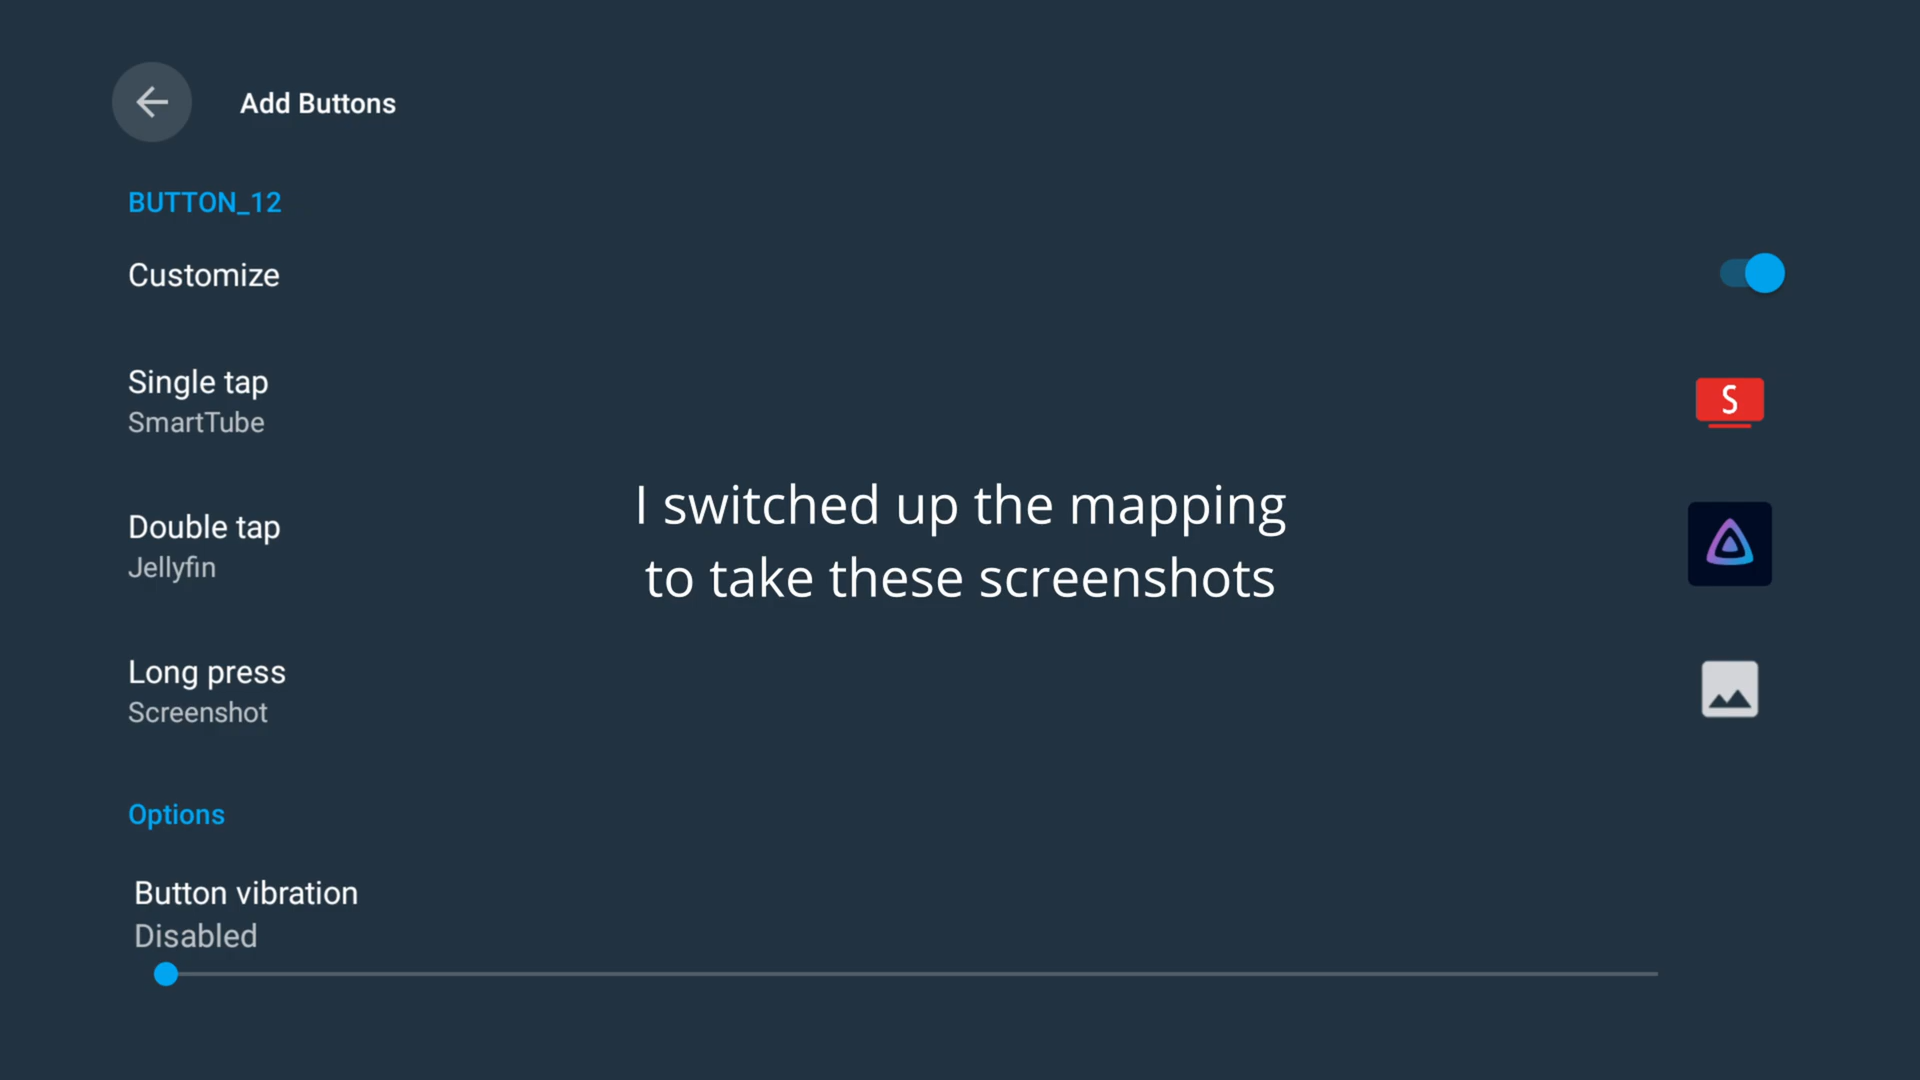 Add Buttons
BUTTON_12
Customize
Single tap
SmartTube
S
Double tap
Jellyfin
I switched up the mapping
to take these screenshots
Long press
Screenshot
Options
Button vibration
Disabled